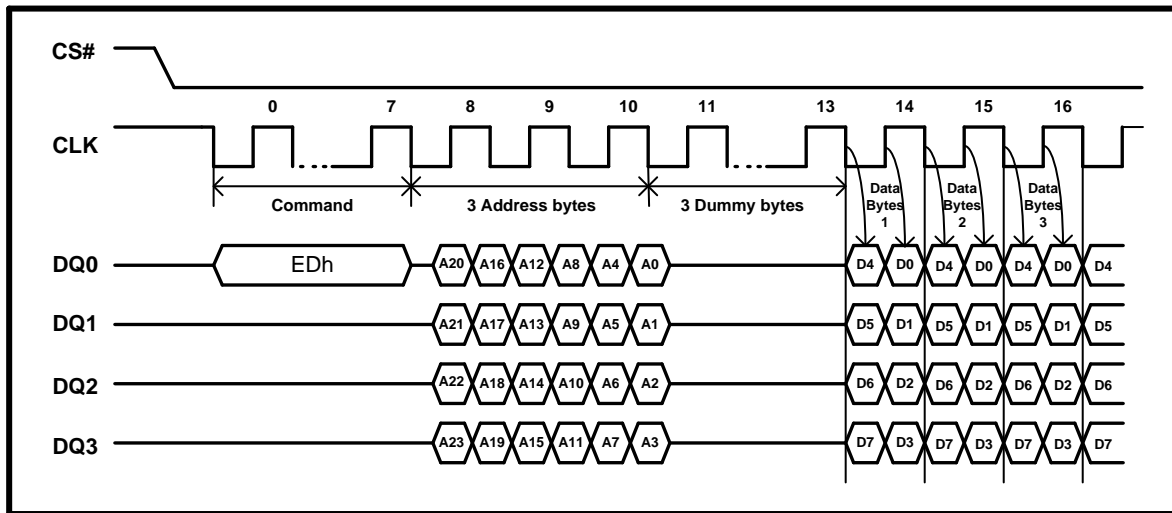 CS#
0 7 8 9 10 11 13 14 15 16
CLK
Command 3 Address bytes 3 Dummy bytes
Data Bytes 1
Data Bytes 2
Data Bytes 3
DQ0 EDh A20 A16 A12 A8 A4 A0 D4 D0 D4 D0 D4 D0 D4
DQ1 A21 A17 A13 A9 A5 A1 D5 D1 D5 D1 D5 D1 D5
DQ2 A22 A18 A14 A10 A6 A2 D6 D2 D6 D2 D6 D2 D6
DQ3 A23 A19 A15 A11 A7 A3 D7 D3 D7 D3 D7 D3 D7